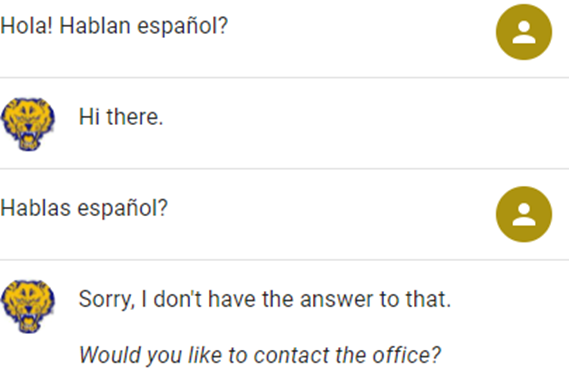 Hola! Hablan español?
Hi there.
Hablas español?
Sorry, I don't have the answer to that.
Would you like to contact the office?